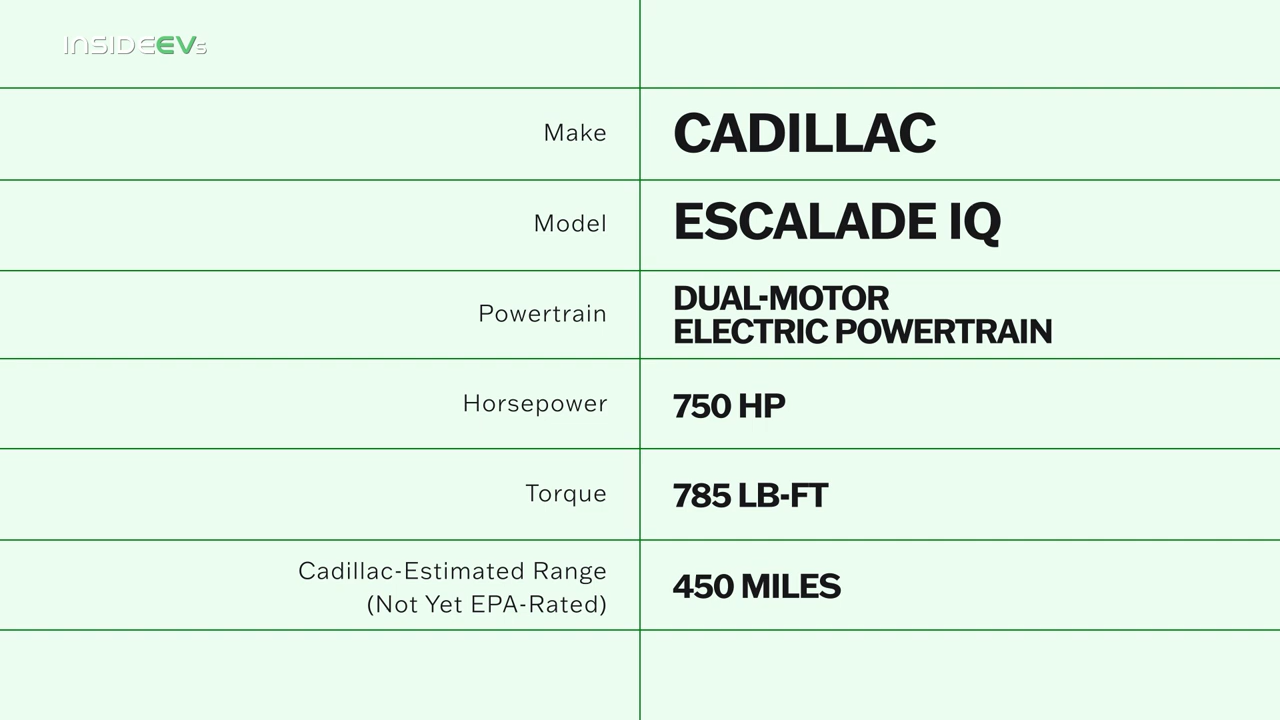 INSIDEEVs
Make
CADILLAC
Model
ESCALADE IQ
Powertrain
DUAL-MOTOR
ELECTRIC POWERTRAIN
Horsepower
750 HP
Torque
785 LB-FT
Cadillac-Estimated Range
(Not Yet EPA-Rated)
450 MILES